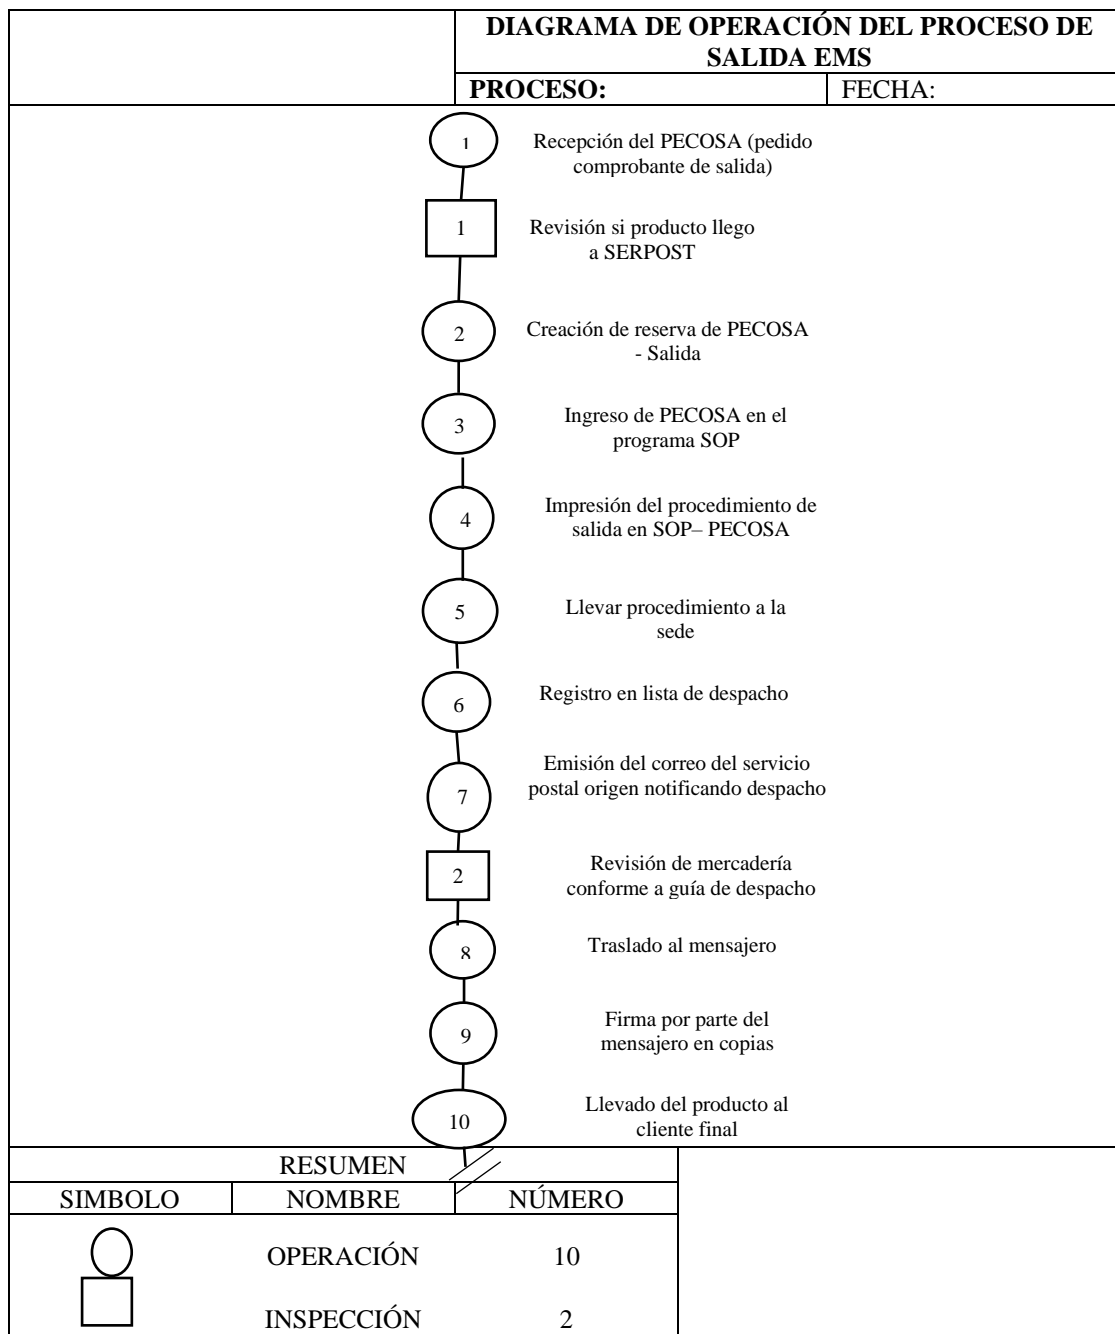 DIAGRAMA DE OPERACIÓN DEL PROCESO DE
SALIDA EMS
PROCESO:
FECHA:
1
Recepción del PECOSA (pedido
comprobante de salida)
1
Revisión si producto llego
a SERPOST
2
Creación de reserva de PECOSA
- Salida
3
Ingreso de PECOSA en el
programa SOP
4
Impresión del procedimiento de
salida en SOP– PECOSA
5
Llevar procedimiento a la
sede
6
Registro en lista de despacho
7
Emisión del correo del servicio
postal origen notificando despacho
2
Revisión de mercadería
conforme a guía de despacho
8
Traslado al mensajero
9
Firma por parte del
mensajero en copias
10
Llevado del producto al
cliente final
RESUMEN
SIMBOLO NOMBRE NÚMERO
OPERACIÓN 10
INSPECCIÓN 2